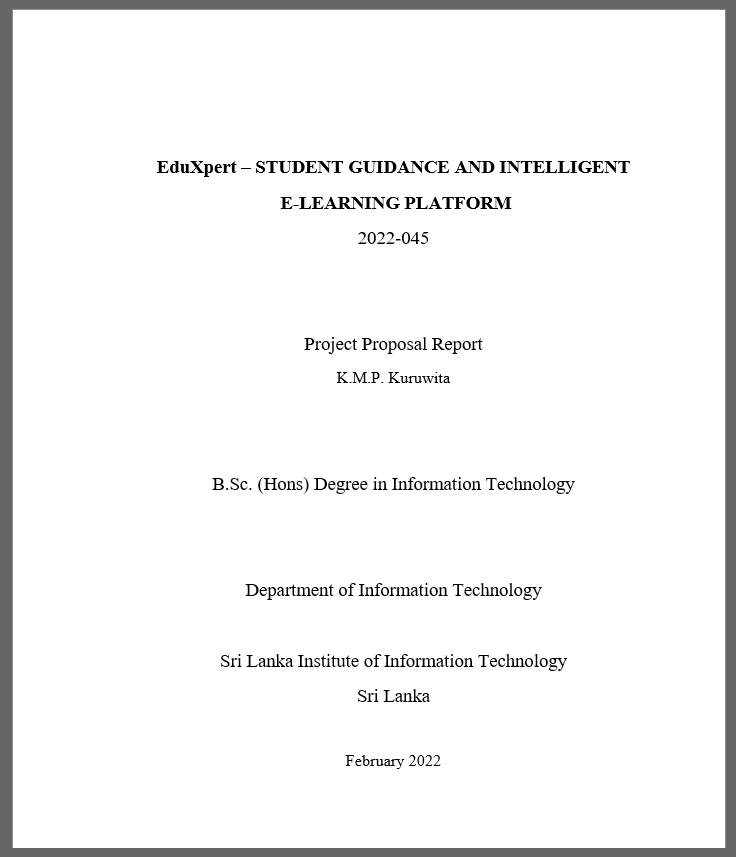 EduXpert – STUDENT GUIDANCE AND INTELLIGENT
E-LEARNING PLATFORM
2022-045
Project Proposal Report
K.M.P. Kuruwita
B.Sc. (Hons) Degree in Information Technology
Department of Information Technology
Sri Lanka Institute of Information Technology
Sri Lanka
February 2022